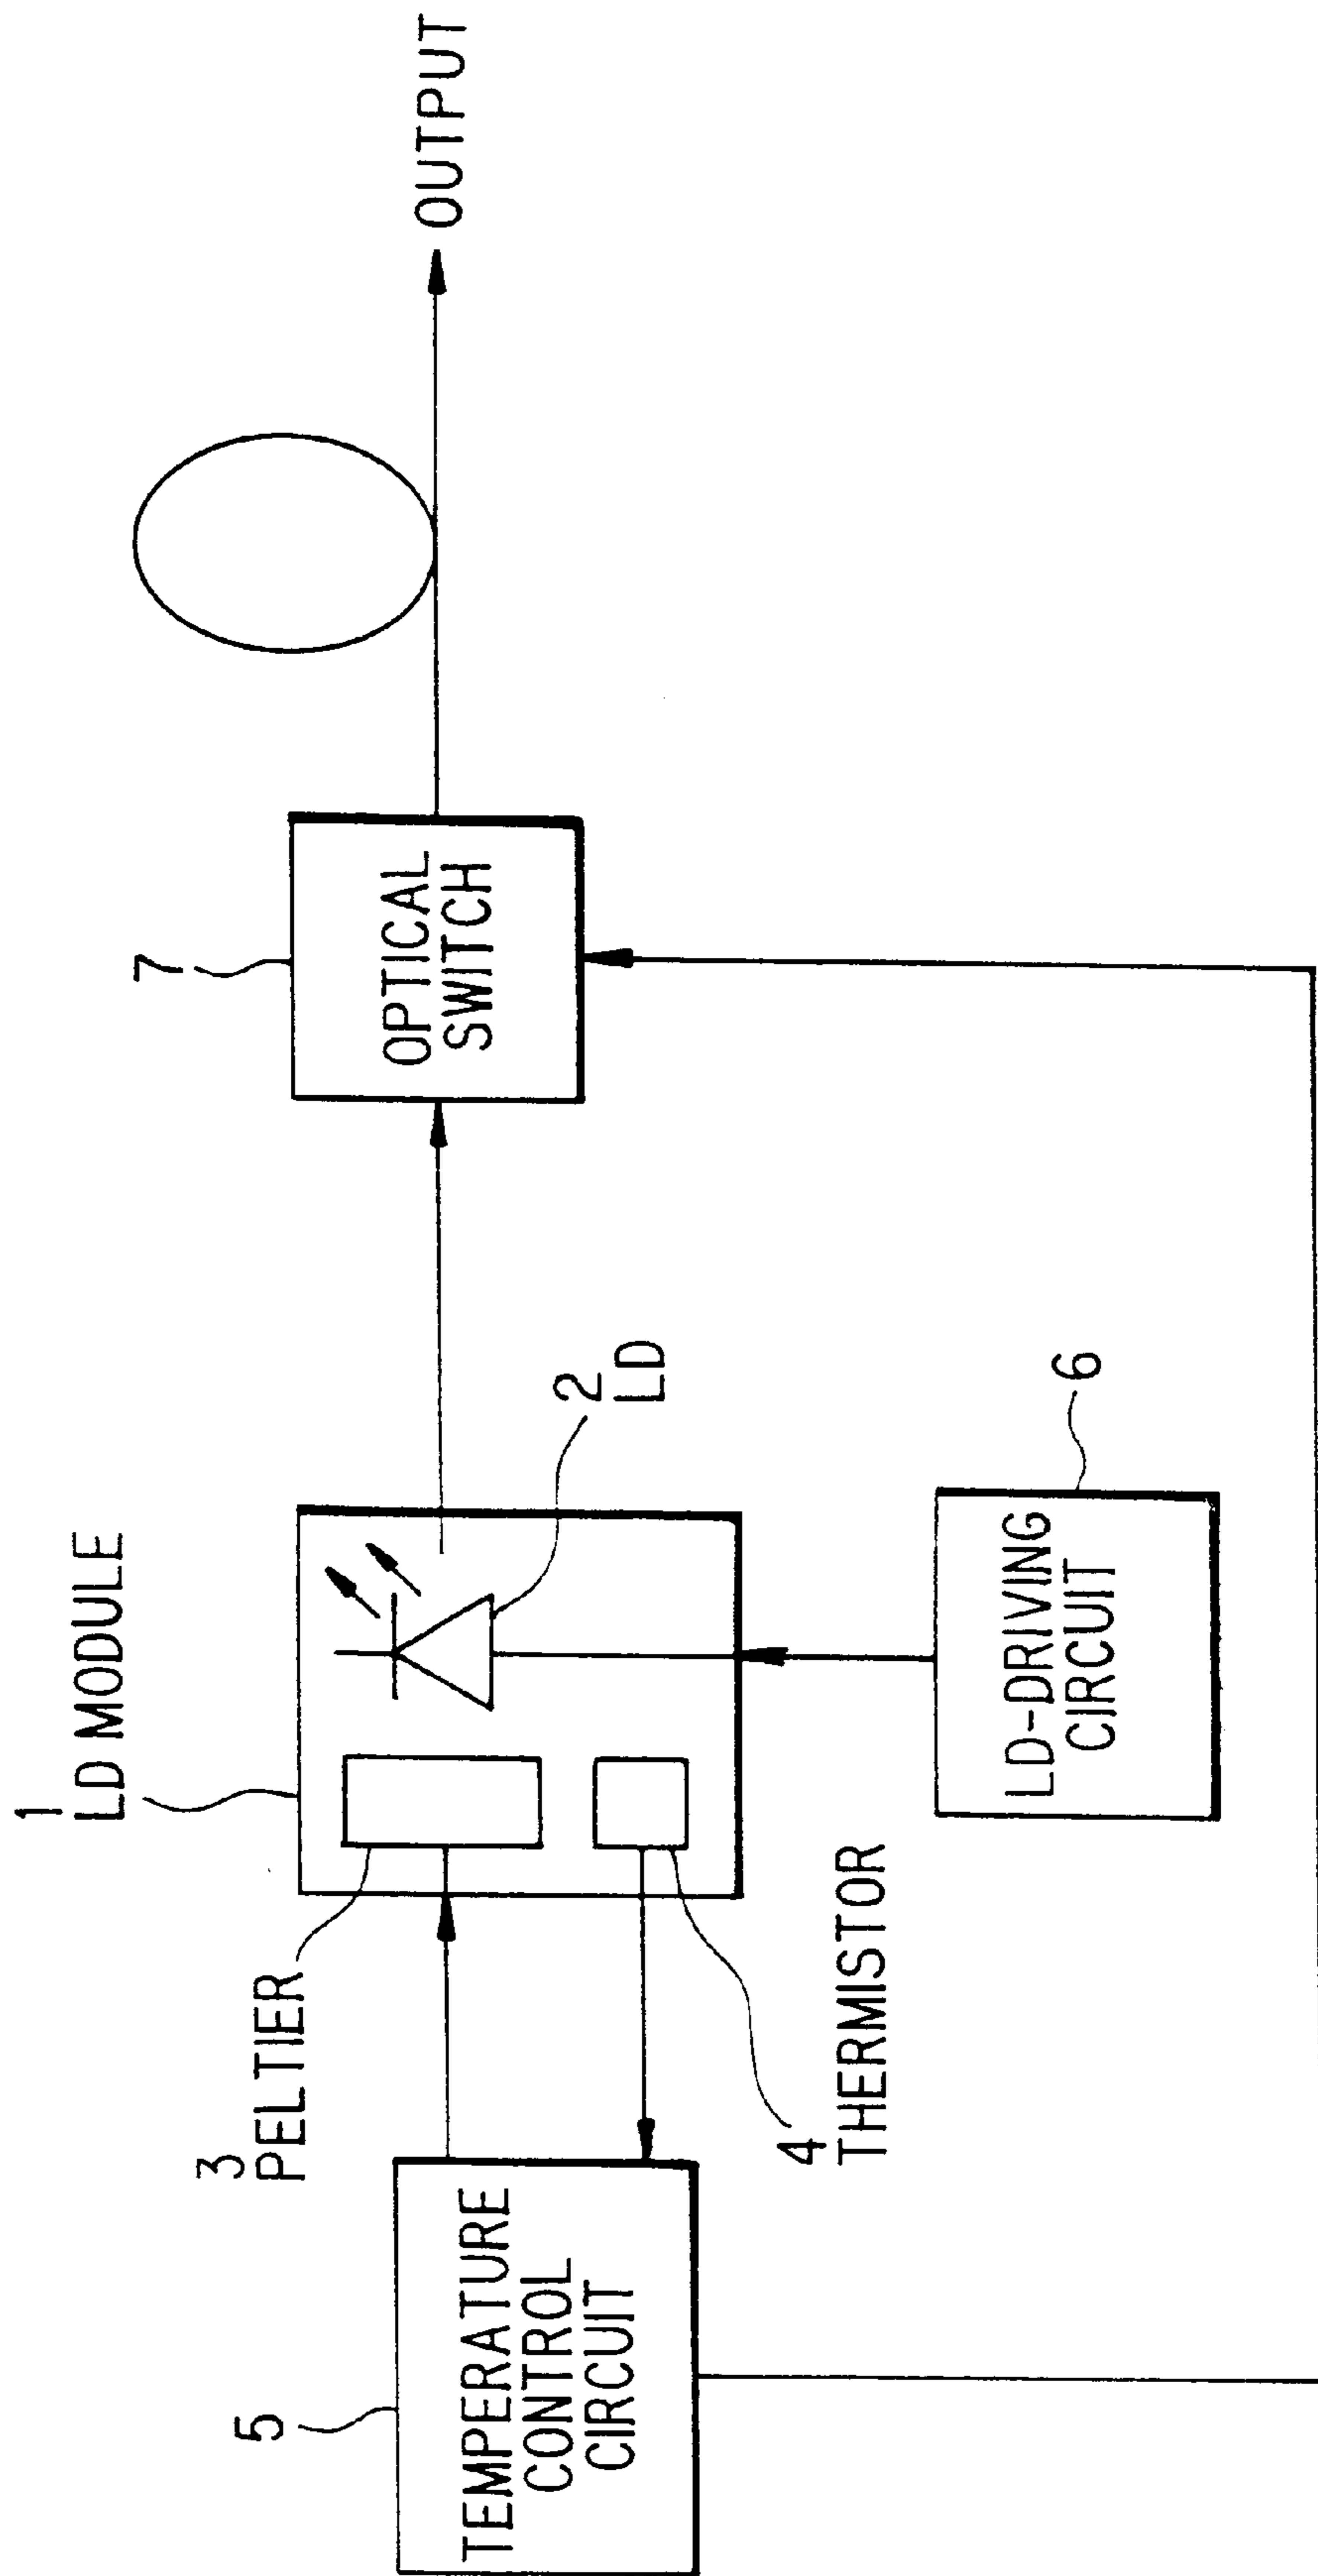 1
LD MODULE
3
PELTIER
5
TEMPERATURE
CONTROL
CIRCUIT
4
THERMISTOR
2
LD
LD-DRIVING
CIRCUIT
6
7
OPTICAL
SWITCH
OUTPUT